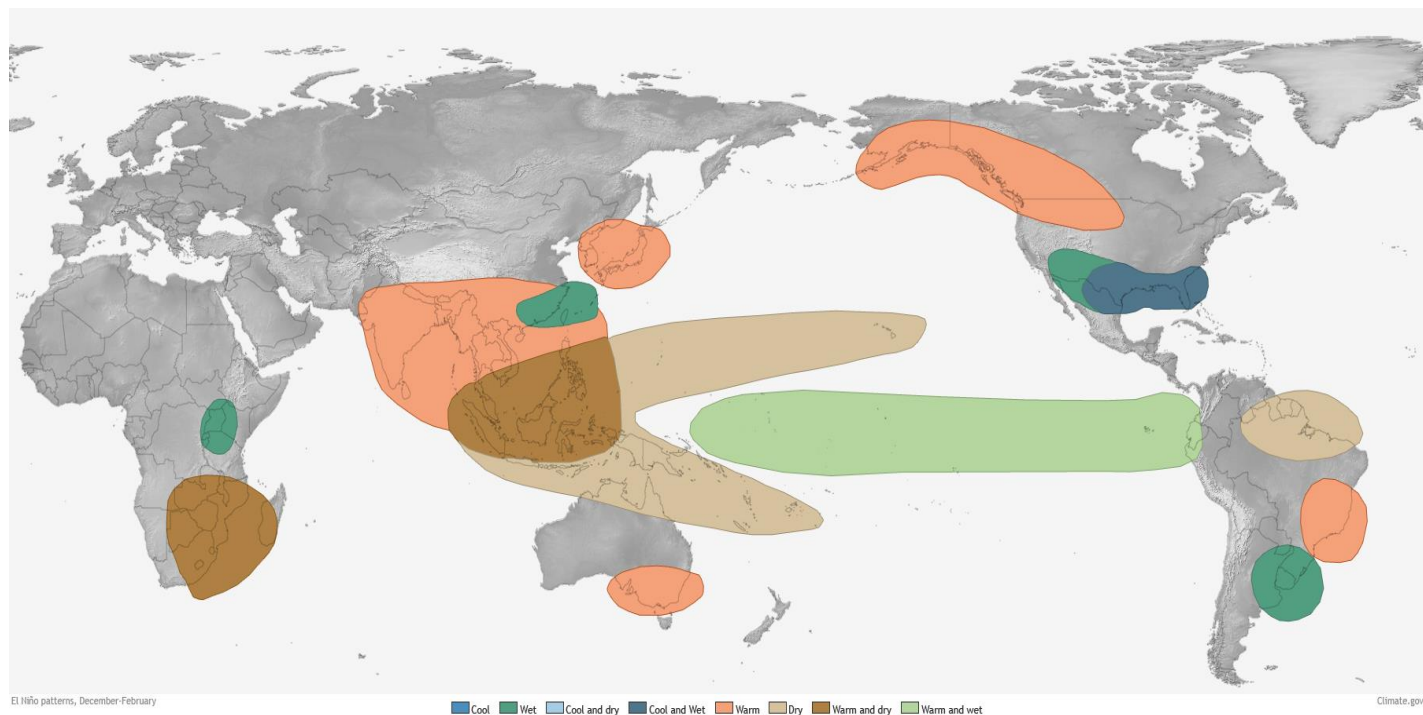 El Niño patterns, December-February
Climate.gov
Cool Wet Cool and dry Cool and Wet Warm Dry Warm and dry Warm and wet